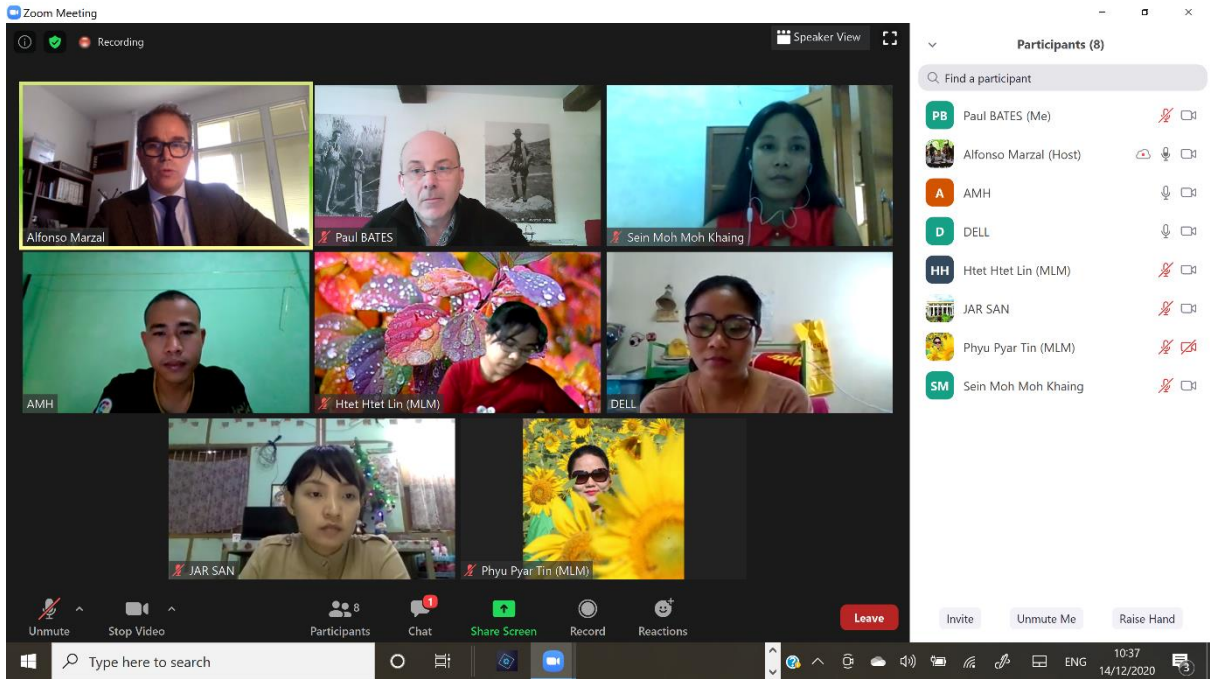 Zoom Meeting
Recording
Speaker View
Participants (8)
Find a participant
PB Paul BATES (Me)
Alfonso Marzal (Host)
A AMH
D DELL
HH Htet Htet Lin (MLM)
JAR SAN
Phyu Pyar Tin (MLM)
SM Sein Moh Moh Khaing
Alfonso Marzal
Paul BATES
Sein Moh Moh Khaing
AMH
Htet Htet Lin (MLM)
DELL
JAR SAN
Phyu Pyar Tin (MLM)
Unmute
Stop Video
8
Participants
1
Chat
Share Screen
Record
Reactions
Leave
Invite
Unmute Me
Raise Hand
Type here to search
ENG
10:37
14/12/2020
3